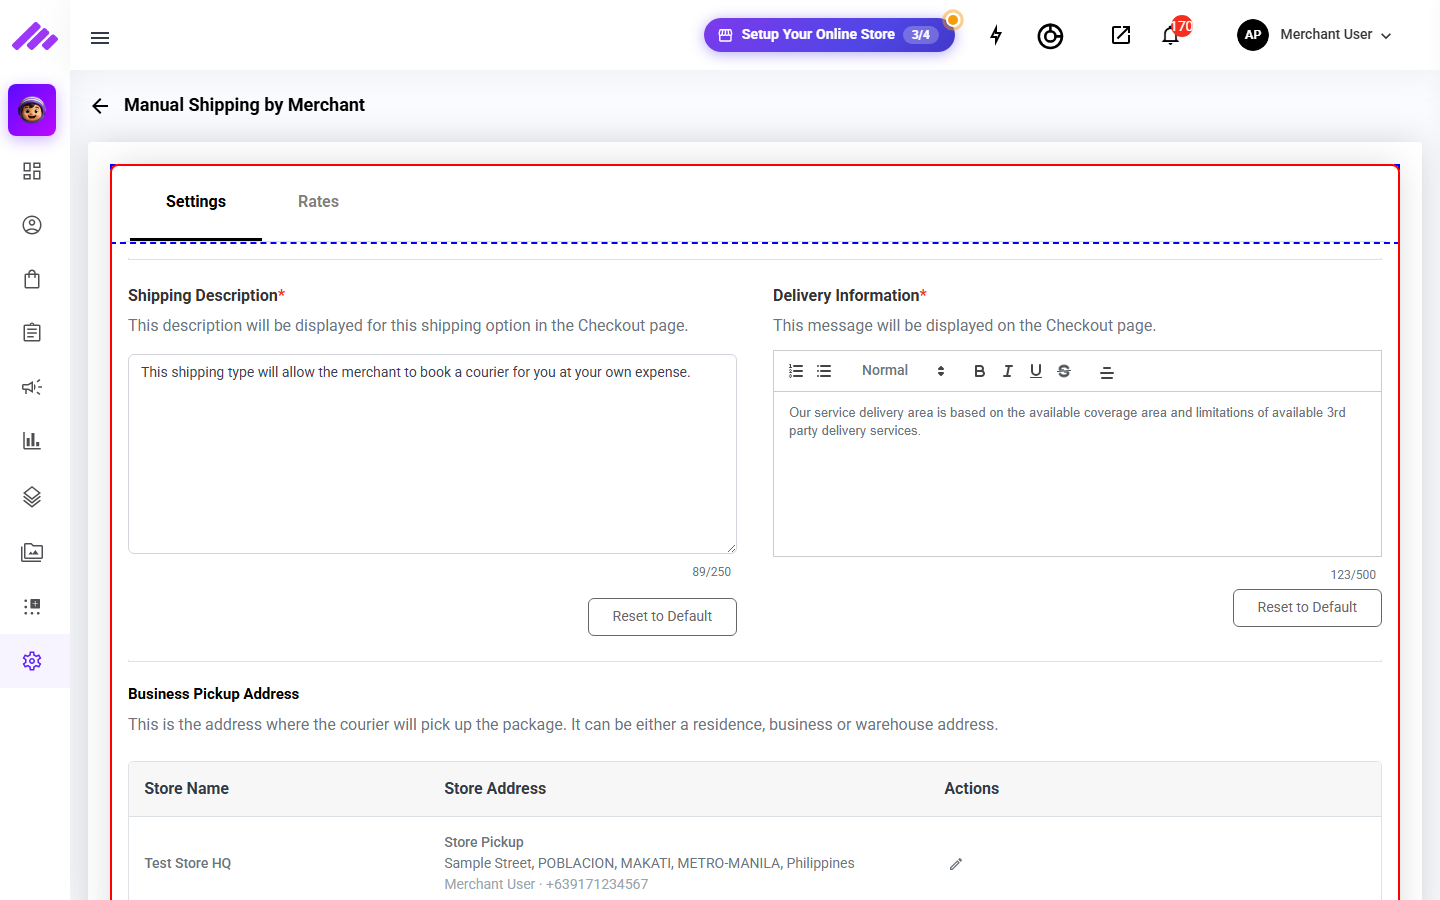 Setup Your Online Store 3/4
170
AP Merchant User
Manual Shipping by Merchant
Settings Rates
Shipping Description*
This description will be displayed for this shipping option in the Checkout page.
This shipping type will allow the merchant to book a courier for you at your own expense.
89/250
Reset to Default
Delivery Information*
This message will be displayed on the Checkout page.
Normal B I U S
Our service delivery area is based on the available coverage area and limitations of available 3rd
party delivery services.
123/500
Reset to Default
Business Pickup Address
This is the address where the courier will pick up the package. It can be either a residence, business or warehouse address.
Store Name Store Address Actions
Test Store HQ
Store Pickup
Sample Street, POBLACION, MAKATI, METRO-MANILA, Philippines
Merchant User · +639171234567